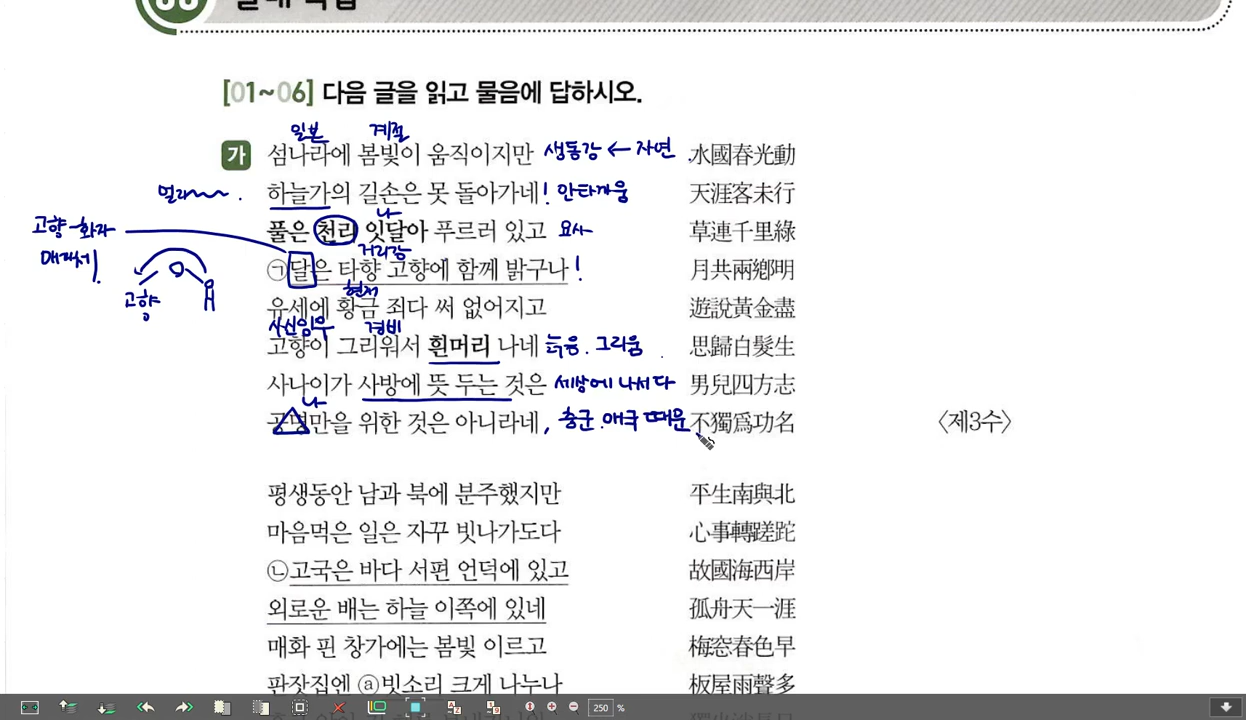 [01~06] 다음 글을 읽고 물음에 답하시오.
일본 계절
가 섬나라에 봄빛이 움직이지만 생동감 ← 자연 水國春光動
멀리~~. 하늘가의 길손은 못 돌아가네! 안타까움 天涯客未行
나
고향-화자 풀은 천리 잇달아 푸르러 있고 묘사 草連千里綠
매개체! 거리감
㉠달은 타향 고향에 함께 밝구나! 月共兩鄕明
고향 현재
유세에 황금 죄다 써 없어지고 遊說黃金盡
사신임무 경비
고향이 그리워서 흰머리 나네 늙음. 그리움. 思歸白髮生
사나이가 사방에 뜻 두는 것은 세상에 나서다 男兒四方志
나
공명만을 위한 것은 아니라네, 충군.애국 때문 不獨爲功名 〈제3수〉
평생동안 남과 북에 분주했지만 平生南與北
마음먹은 일은 자꾸 빗나가도다 心事轉蹉跎
㉡고국은 바다 서편 언덕에 있고 故國海西岸
외로운 배는 하늘 이쪽에 있네 孤舟天一涯
매화 핀 창가에는 봄빛 이르고 梅窓春色早
판잣집엔 ⓐ빗소리 크게 나누나 板屋雨聲多
250 %